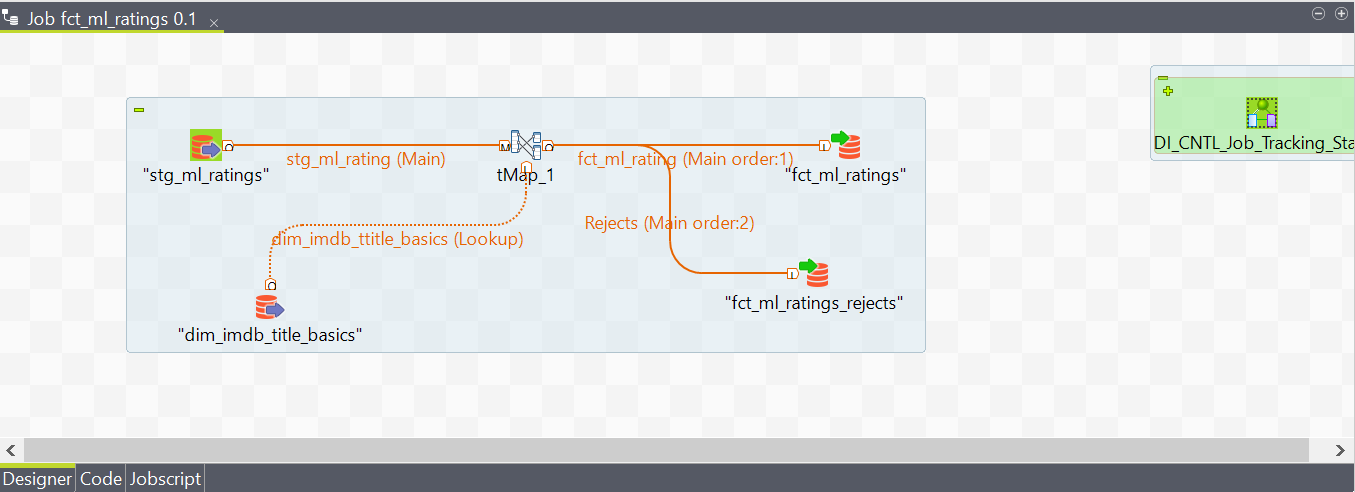 Job fct_ml_ratings 0.1
stg_ml_rating (Main)
fct_ml_rating (Main order:1)
"stg_ml_ratings"
tMap_1
"fct_ml_ratings"
DI_CNTL_Job_Tracking_Sta
Rejects (Main order:2)
dim_imdb_ttitle_basics (Lookup)
"fct_ml_ratings_rejects"
"dim_imdb_title_basics"
Designer Code Jobscript